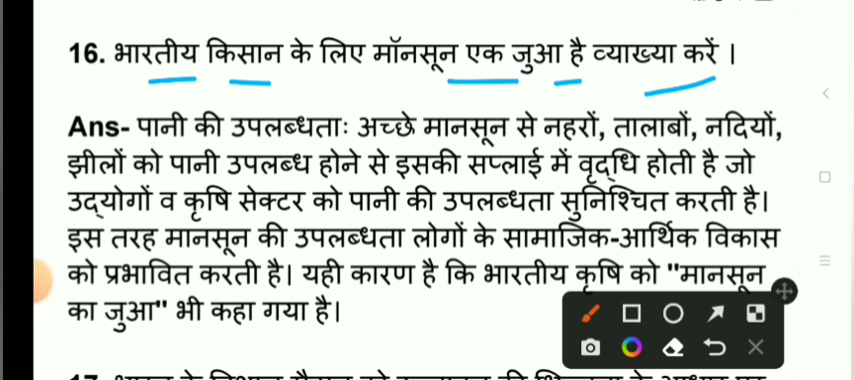 16. भारतीय किसान के लिए मॉनसून एक जुआ है व्याख्या करें ।
Ans- पानी की उपलब्धताः अच्छे मानसून से नहरों, तालाबों, नदियों,
झीलों को पानी उपलब्ध होने से इसकी सप्लाई में वृद्धि होती है जो
उद्योगों व कृषि सेक्टर को पानी की उपलब्धता सुनिश्चित करती है।
इस तरह मानसून की उपलब्धता लोगों के सामाजिक-आर्थिक विकास
को प्रभावित करती है। यही कारण है कि भारतीय कृषि को "मानसून
का जुआ" भी कहा गया है।